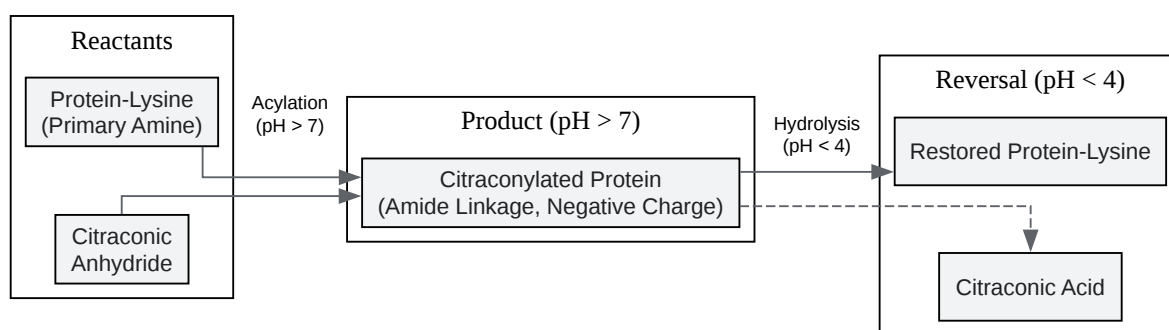 Reactants
Protein-Lysine
(Primary Amine)
Citraconic
Anhydride
Acylation
(pH > 7)
Product (pH > 7)
Citraconylated Protein
(Amide Linkage, Negative Charge)
Hydrolysis
(pH < 4)
Reversal (pH < 4)
Restored Protein-Lysine
Citraconic Acid